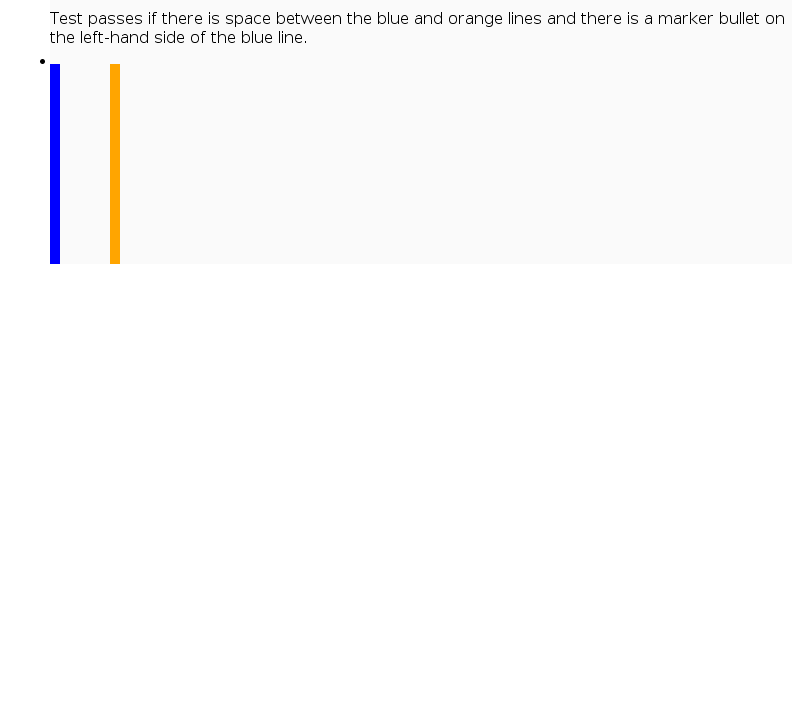 Test passes if there is space between the blue and orange lines and there is a marker bullet on
the left-hand side of the blue line.